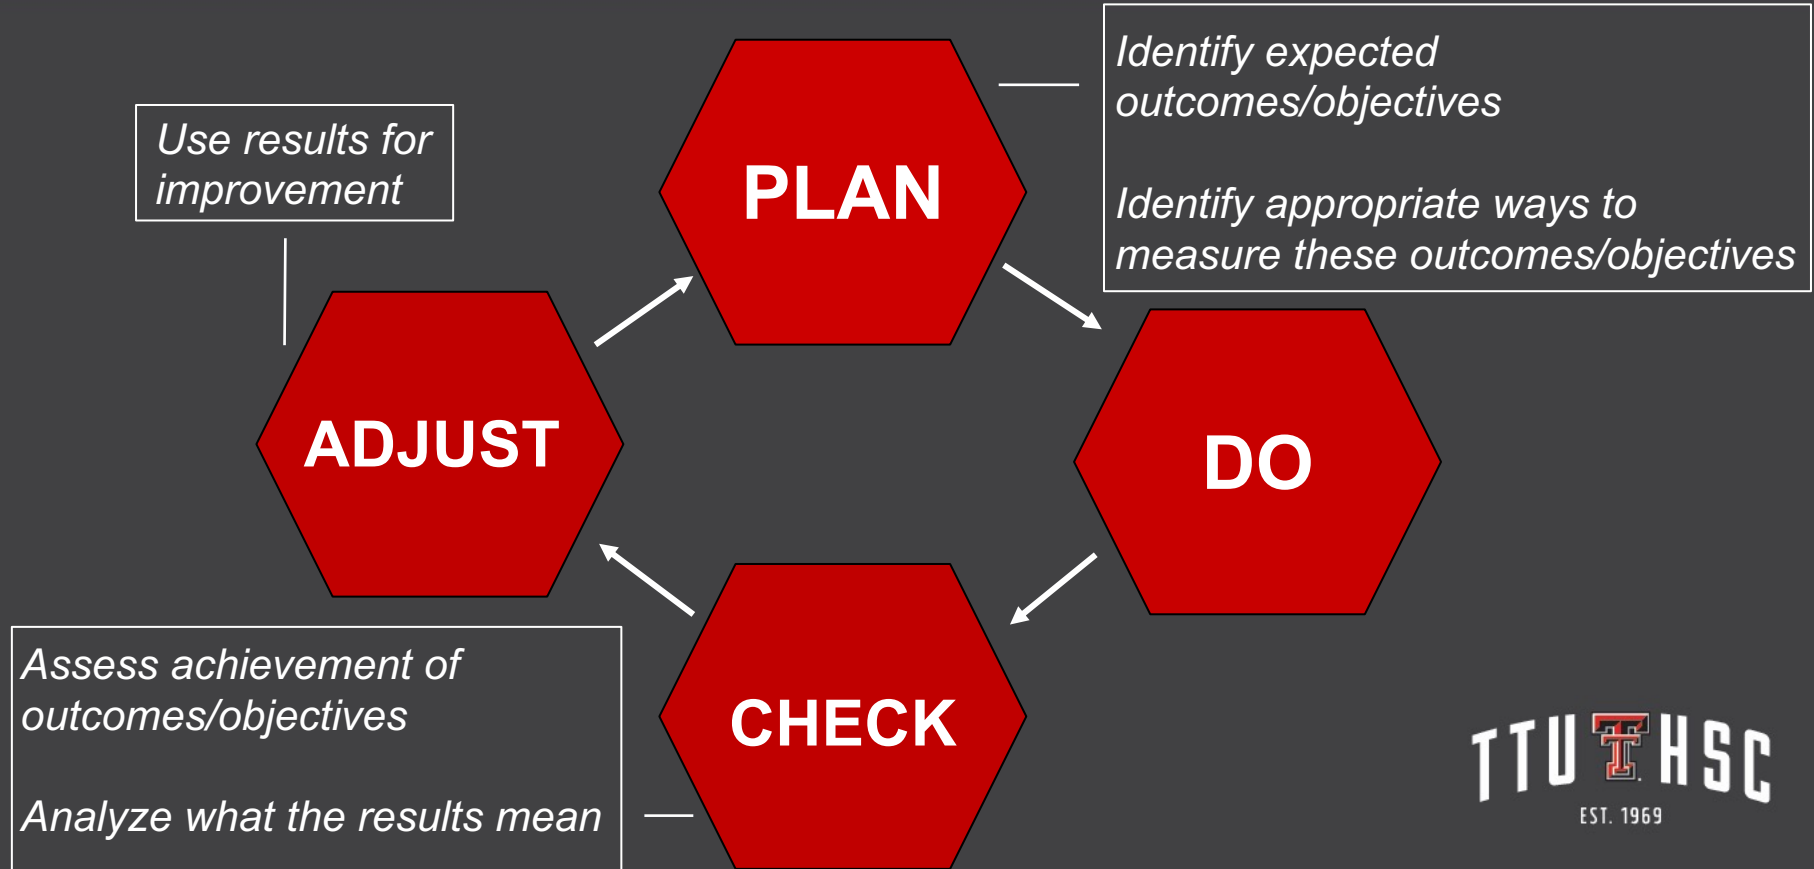 Identify expected
outcomes/objectives
Identify appropriate ways to
measure these outcomes/objectives
Use results for
improvement
PLAN
ADJUST
DO
CHECK
Assess achievement of
outcomes/objectives
Analyze what the results mean
TTU HSC
EST. 1969